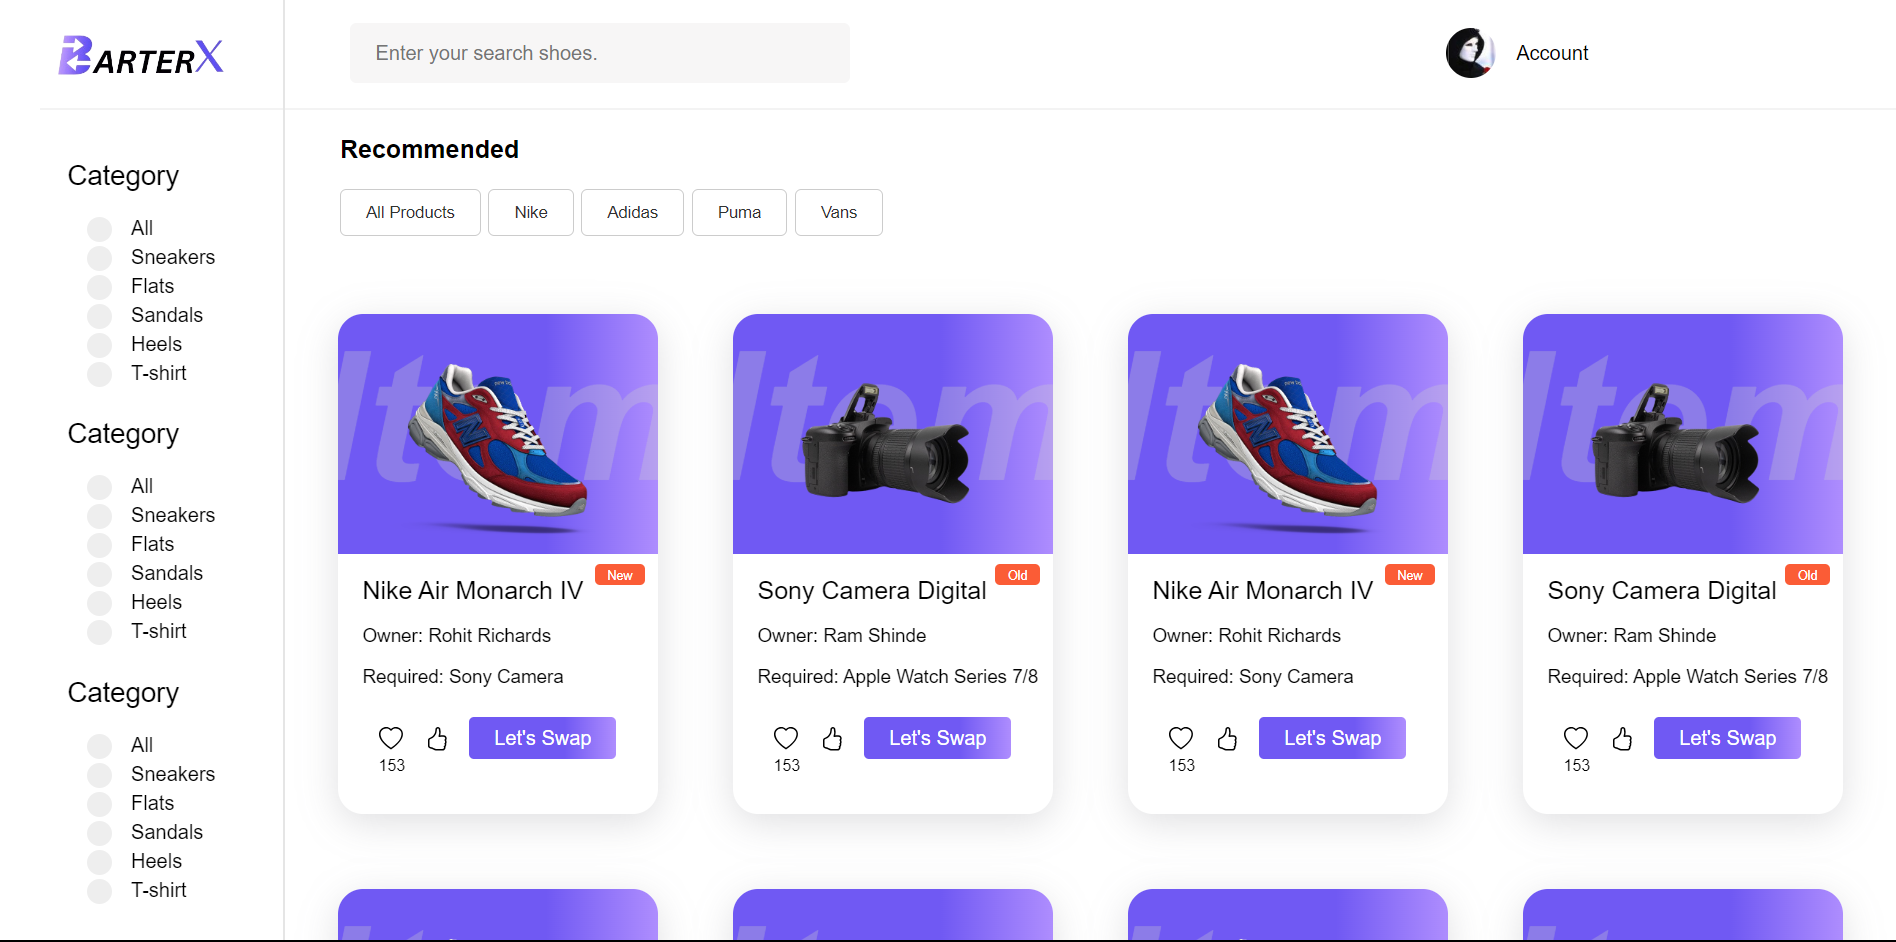 BARTERX
Enter your search shoes.
Account
Category
All
Sneakers
Flats
Sandals
Heels
T-shirt
Category
All
Sneakers
Flats
Sandals
Heels
T-shirt
Category
All
Sneakers
Flats
Sandals
Heels
T-shirt
Recommended
All Products Nike Adidas Puma Vans
Item
Nike Air Monarch IV
New
Owner: Rohit Richards
Required: Sony Camera
Let's Swap
153
Item
Sony Camera Digital
Old
Owner: Ram Shinde
Required: Apple Watch Series 7/8
Let's Swap
153
Item
Nike Air Monarch IV
New
Owner: Rohit Richards
Required: Sony Camera
Let's Swap
153
Item
Sony Camera Digital
Old
Owner: Ram Shinde
Required: Apple Watch Series 7/8
Let's Swap
153